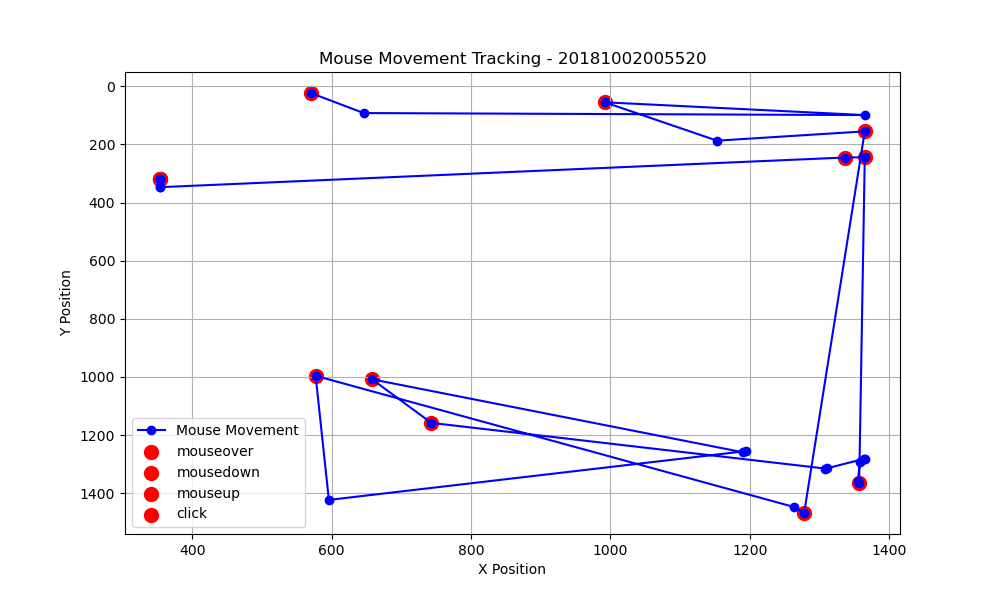 Mouse Movement Tracking - 20181002005520
0
200
400
600
800
1000
1200
1400
Y Position
Mouse Movement
mouseover
mousedown
mouseup
click
400
600
800
1000
1200
1400
X Position